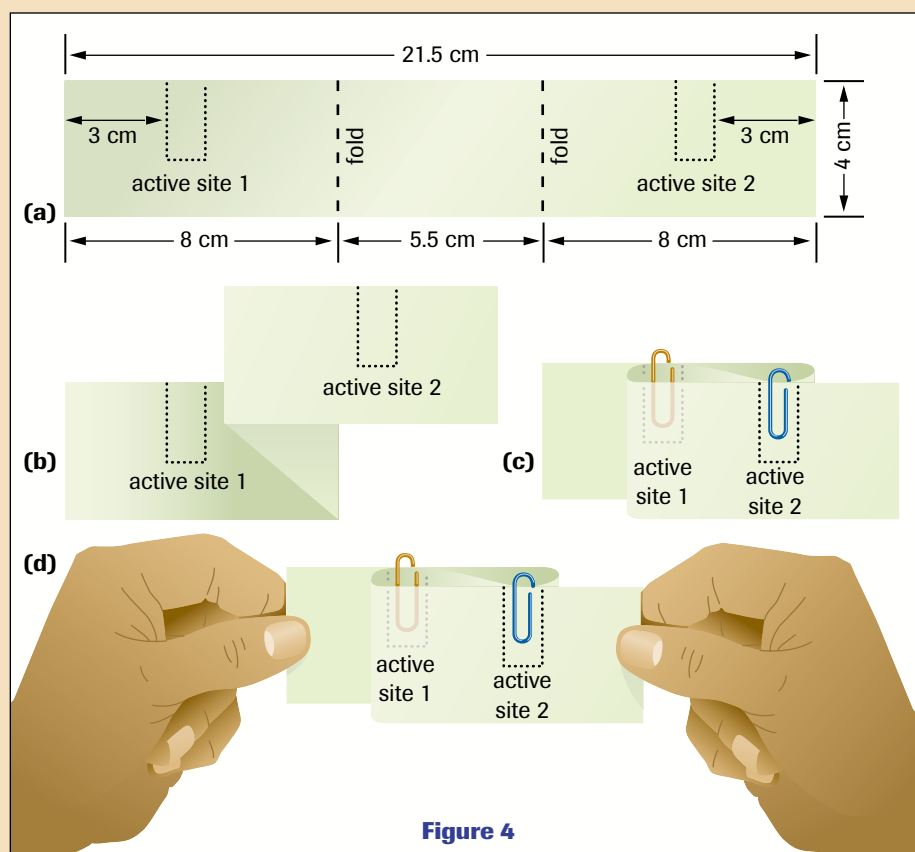 21.5 cm
3 cm
active site 1
fold
fold
active site 2
3 cm
4 cm
(a)
8 cm
5.5 cm
8 cm
(b)
active site 1
active site 2
(c)
active
site 1
active
site 2
(d)
active
site 1
active
site 2
Figure 4